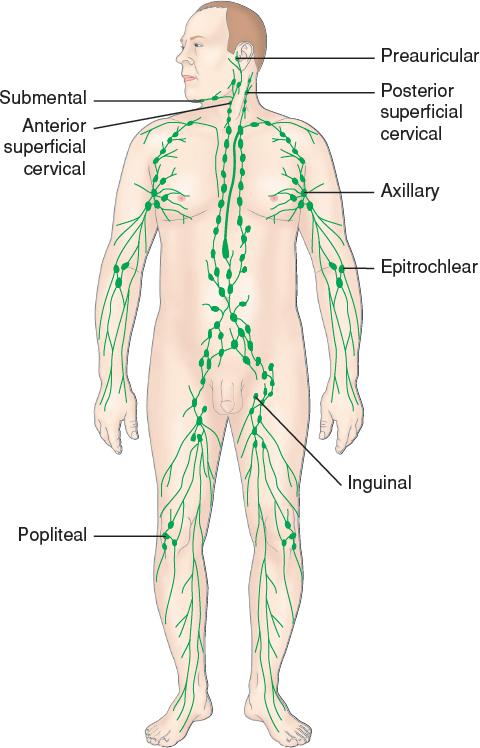 Preauricular
Submental
Posterior
superficial
cervical
Anterior
superficial
cervical
Axillary
Epitrochlear
Inguinal
Popliteal